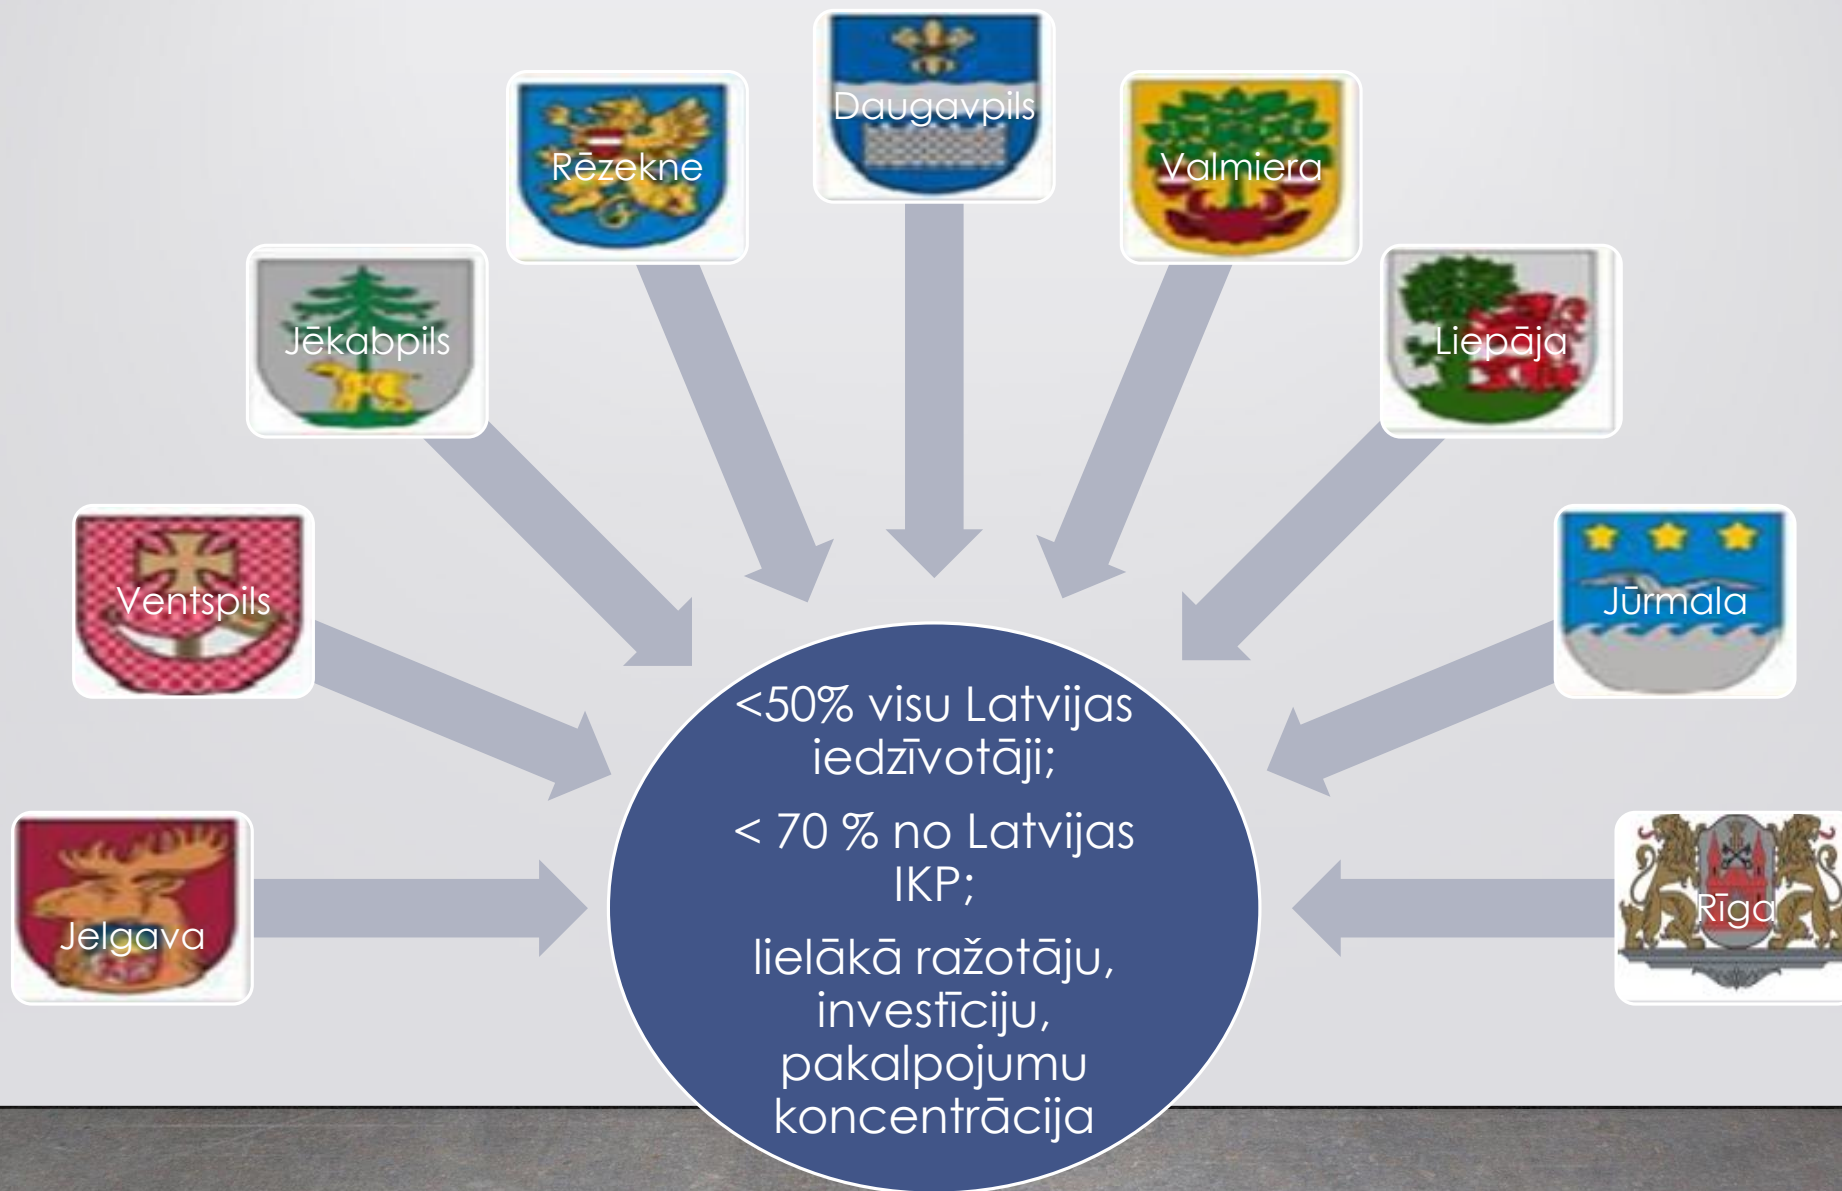 Daugavpils
Rēzekne
Valmiera
Jēkabpils
Liepāja
Ventspils
Jūrmala
Jelgava
Rīga
<50% visu Latvijas
iedzīvotāji;
< 70 % no Latvijas
IKP;
lielākā ražotāju,
investīciju,
pakalpojumu
koncentrācija